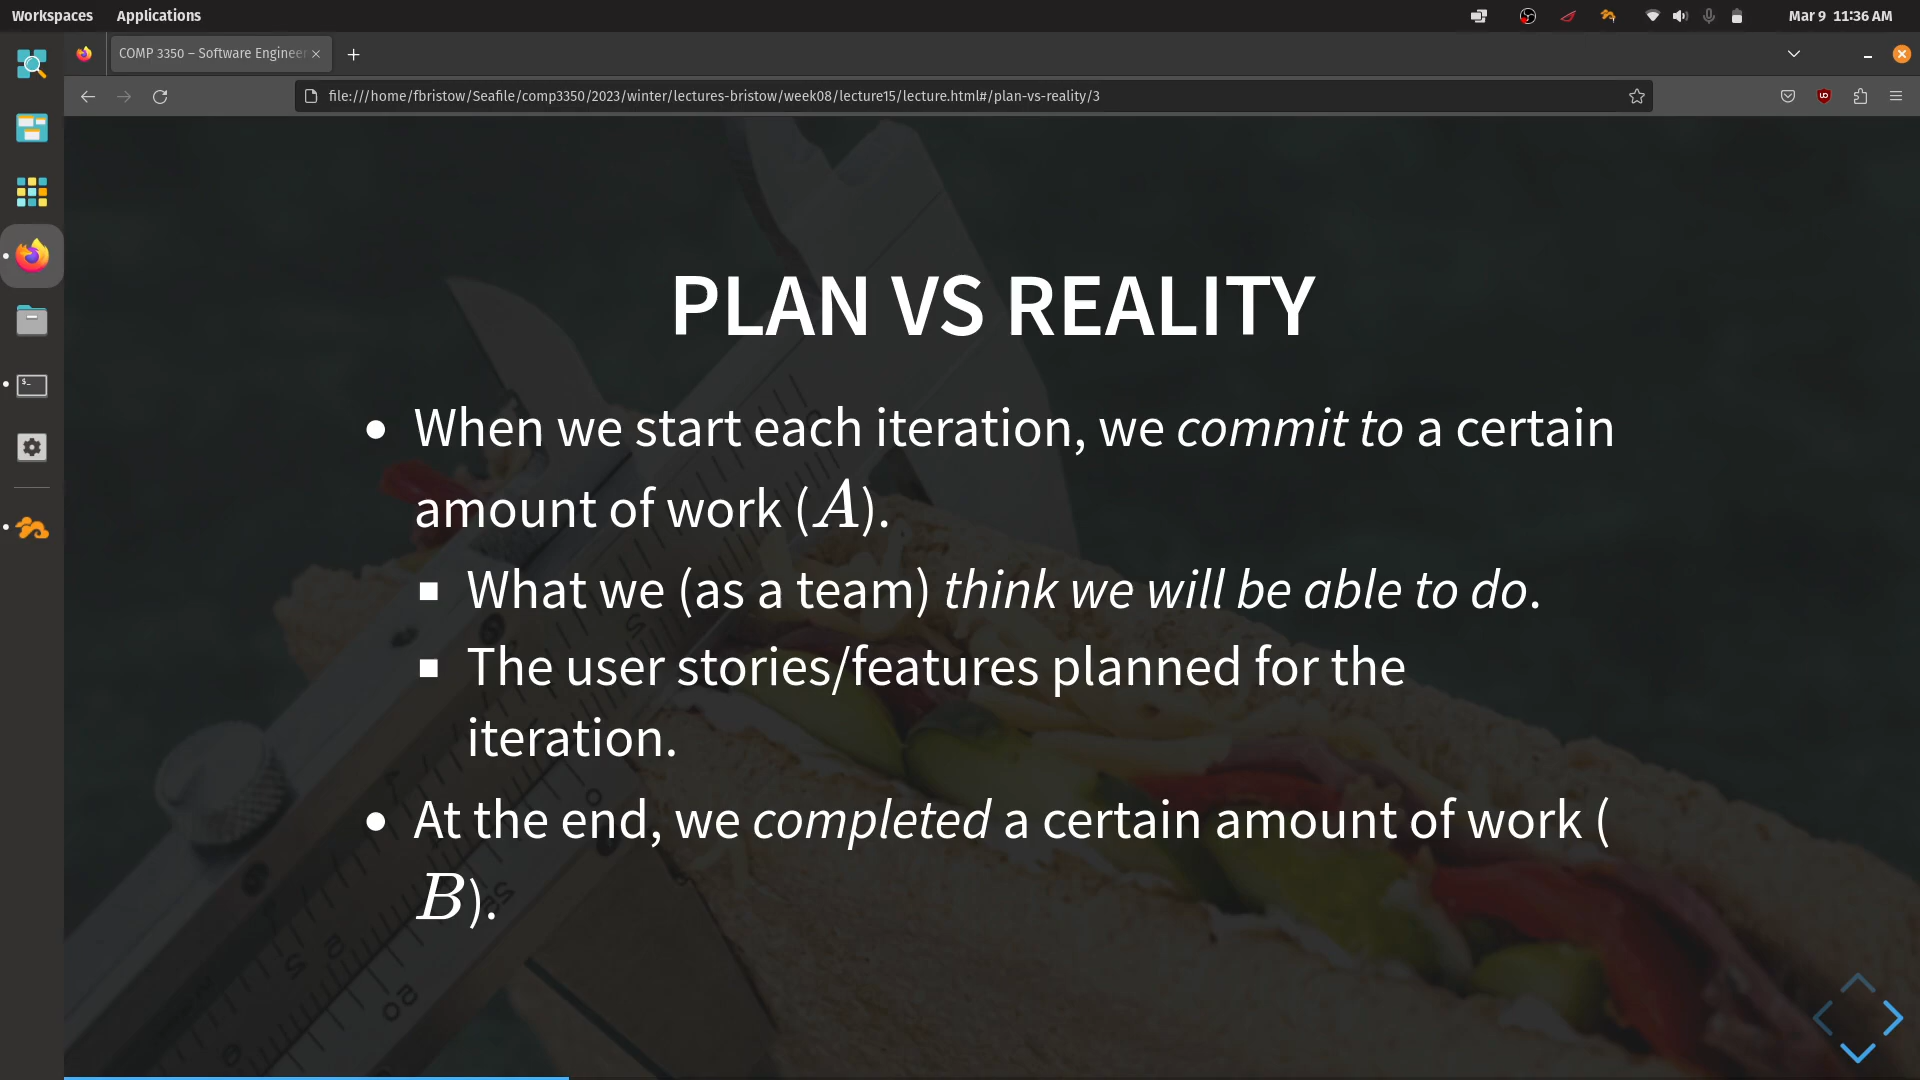 Workspaces Applications Mar 9 11:36 AM
COMP 3350 – Software Engineer
file:///home/fbristow/Seafile/comp3350/2023/winter/lectures-bristow/week08/lecture15/lecture.html#/plan-vs-reality/3
PLAN VS REALITY
When we start each iteration, we commit to a certain
amount of work (A).
What we (as a team) think we will be able to do.
The user stories/features planned for the
iteration.
At the end, we completed a certain amount of work (
B).